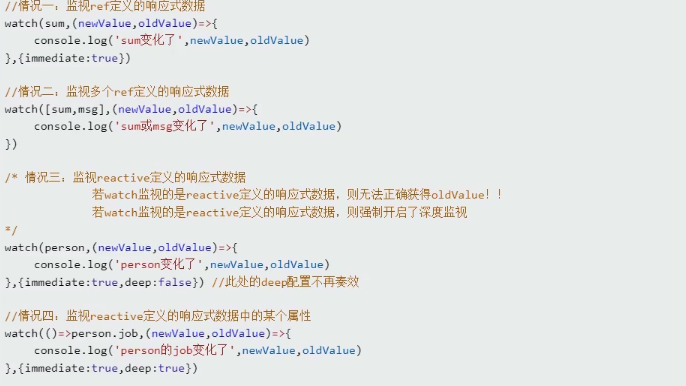 //情况一：监视ref定义的响应式数据
watch(sum,(newValue,oldValue)=>{
    console.log('sum变化了',newValue,oldValue)
},{immediate:true})

//情况二：监视多个ref定义的响应式数据
watch([sum,msg],(newValue,oldValue)=>{
    console.log('sum或msg变化了',newValue,oldValue)
})

/* 情况三：监视reactive定义的响应式数据
            若watch监视的是reactive定义的响应式数据，则无法正确获得oldValue！！
            若watch监视的是reactive定义的响应式数据，则强制开启了深度监视
*/
watch(person,(newValue,oldValue)=>{
    console.log('person变化了',newValue,oldValue)
},{immediate:true,deep:false}) //此处的deep配置不再奏效

//情况四：监视reactive定义的响应式数据中的某个属性
watch(()=>person.job,(newValue,oldValue)=>{
    console.log('person的job变化了',newValue,oldValue)
},{immediate:true,deep:true})